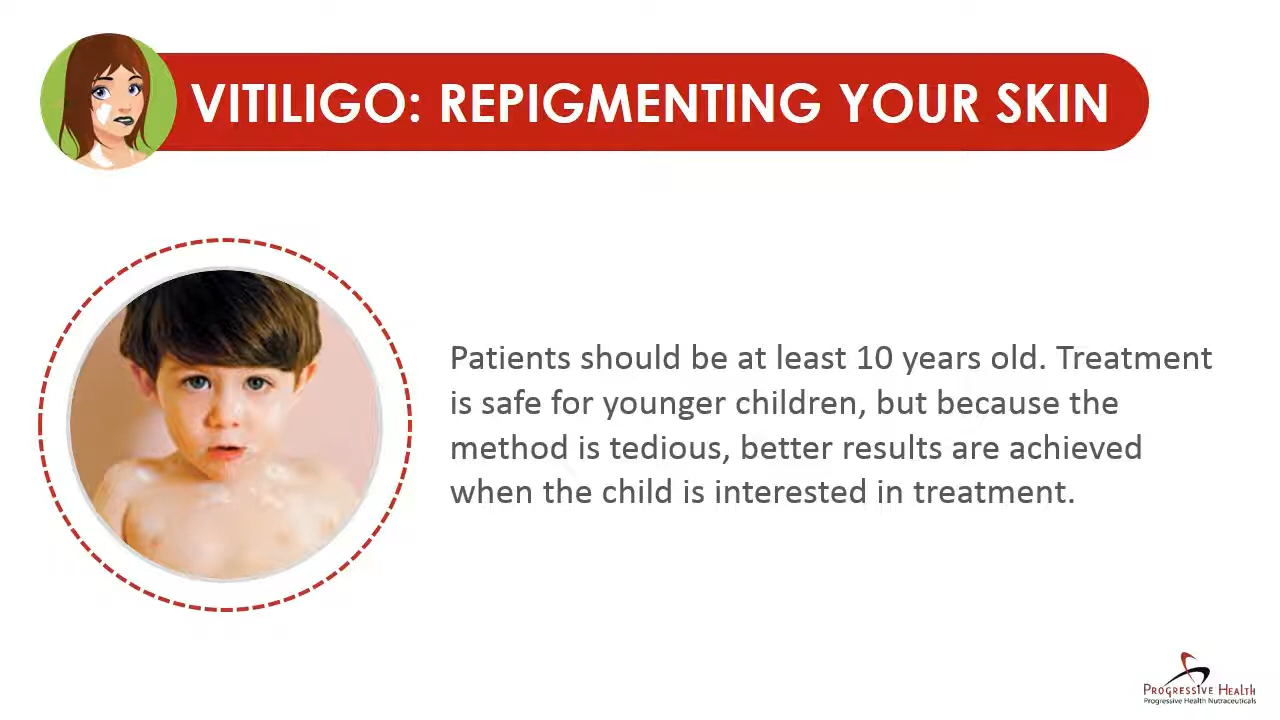 VITILIGO: REPIGMENTING YOUR SKIN
Patients should be at least 10 years old. Treatment
is safe for younger children, but because the
method is tedious, better results are achieved
when the child is interested in treatment.
PROGRESSIVE HEALTH
Progressive Health Nutraceuticals